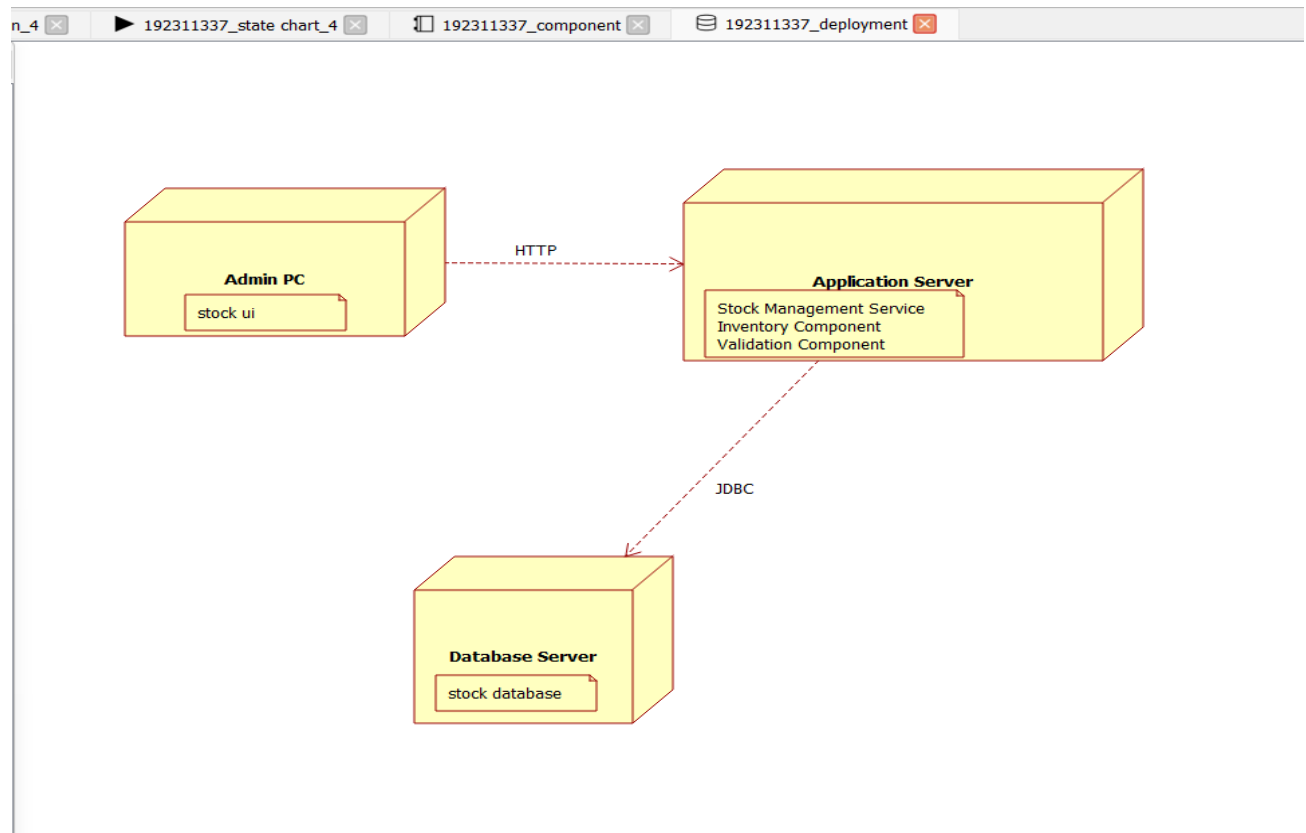 n_4
192311337_state chart_4
192311337_component
192311337_deployment
HTTP
Admin PC
stock ui
Application Server
Stock Management Service
Inventory Component
Validation Component
JDBC
Database Server
stock database